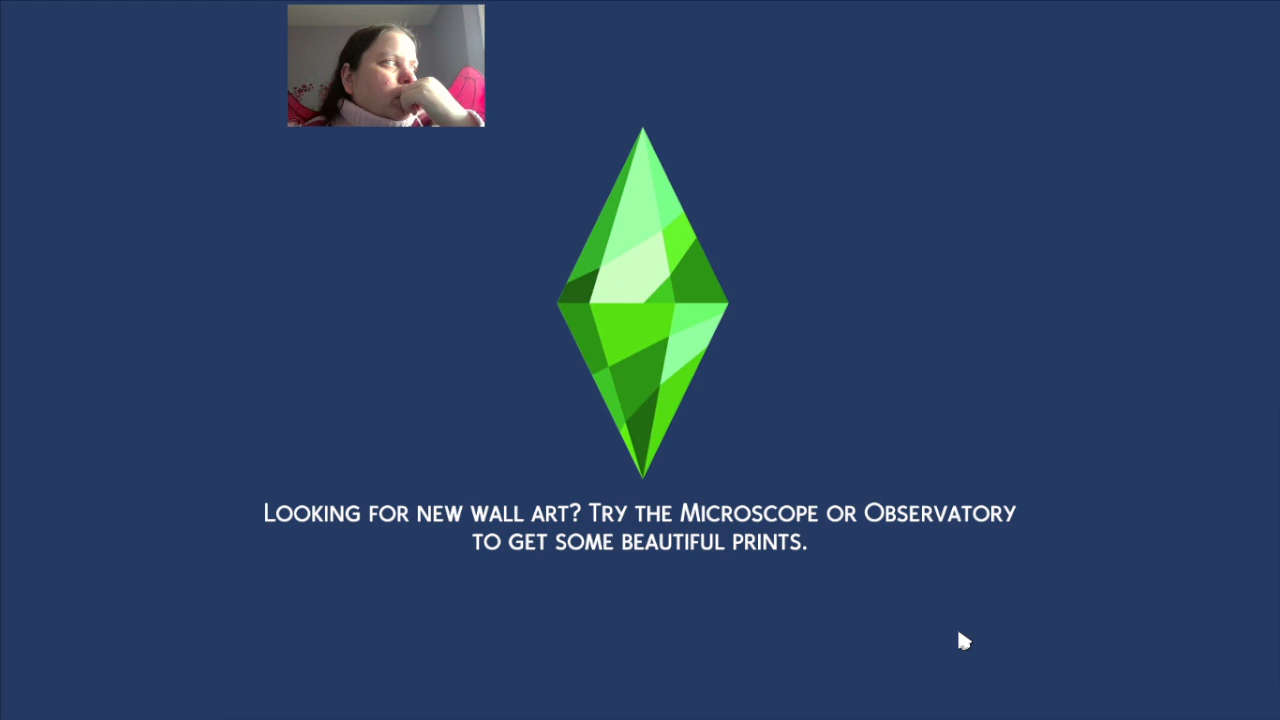 Looking for new wall art? Try the Microscope or Observatory
to get some beautiful prints.